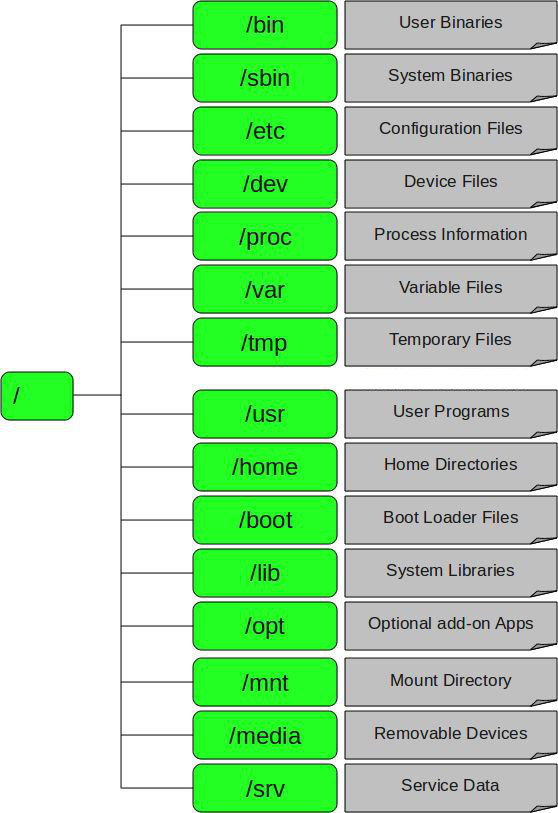 /bin User Binaries
/sbin System Binaries
/etc Configuration Files
/dev Device Files
/proc Process Information
/var Variable Files
/tmp Temporary Files
/
/usr User Programs
/home Home Directories
/boot Boot Loader Files
/lib System Libraries
/opt Optional add-on Apps
/mnt Mount Directory
/media Removable Devices
/srv Service Data